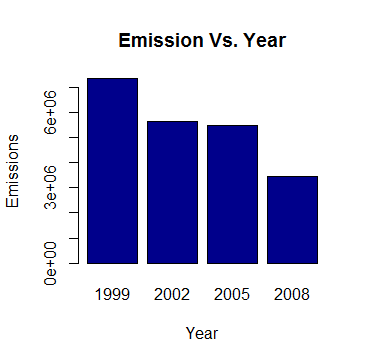 Emission Vs. Year
Emissions
6e+06
3e+06
0e+00
1999 2002 2005 2008
Year